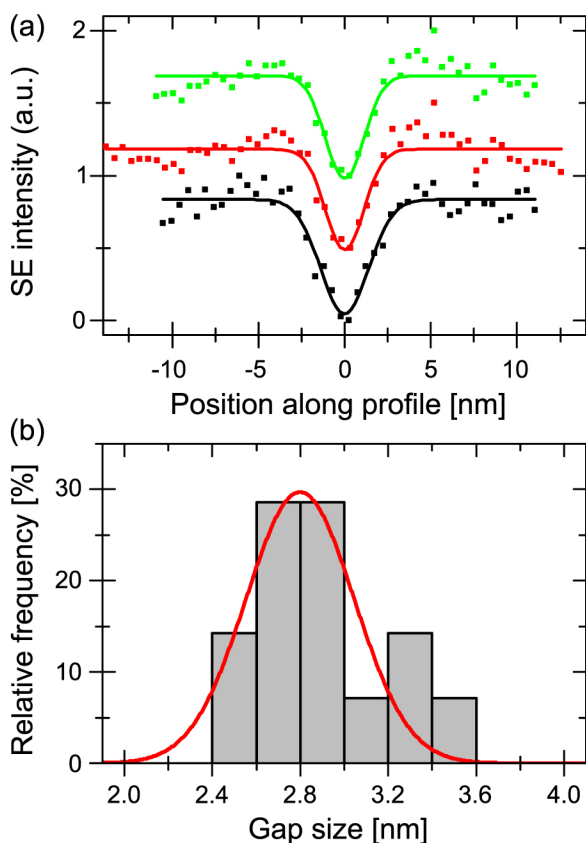 (a)
2
1
0
SE intensity (a.u.)
-10 -5 0 5 10
Position along profile [nm]
(b)
30
20
10
0
Relative frequency [%]
2.0 2.4 2.8 3.2 3.6 4.0
Gap size [nm]